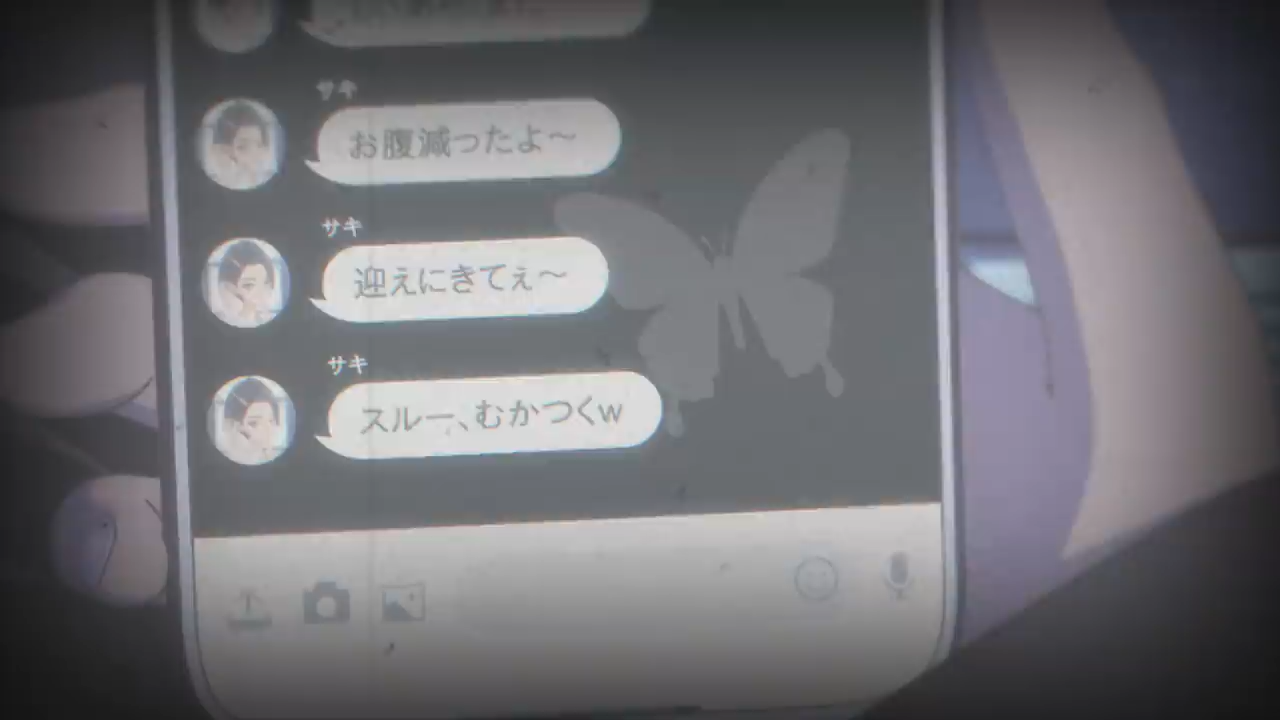 サキ
お腹減ったよ～
サキ
迎えにきてぇ～
サキ
スルー、むかつくw